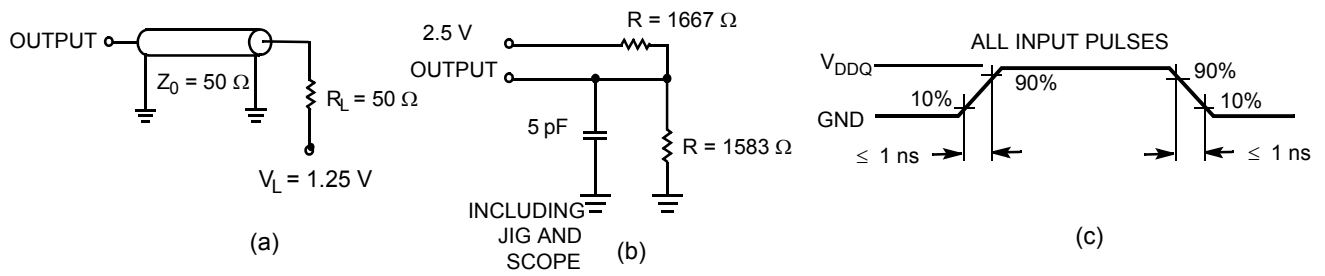 OUTPUT
Z0 = 50 Ω
RL = 50 Ω
VL = 1.25 V
(a)
R = 1667 Ω
2.5 V
OUTPUT
5 pF
R = 1583 Ω
INCLUDING
JIG AND
SCOPE
(b)
ALL INPUT PULSES
VDDQ
GND
10%
90%
90%
10%
≤ 1 ns
≤ 1 ns
(c)